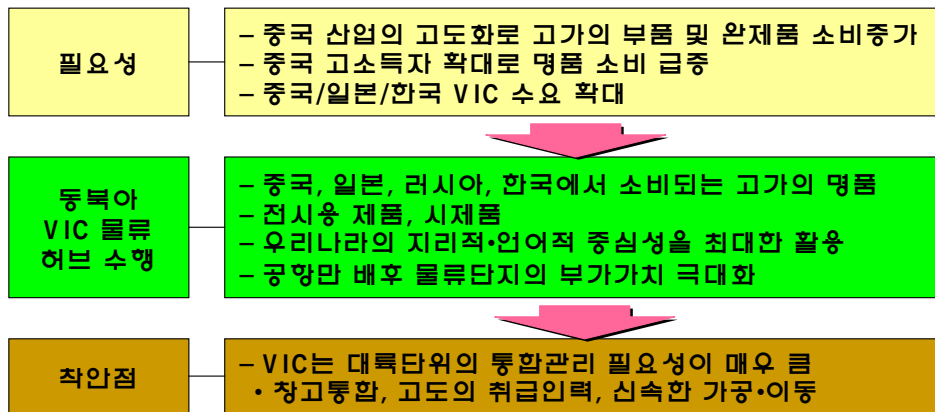 필요성
– 중국 산업의 고도화로 고가의 부품 및 완제품 소비증가
– 중국 고소득자 확대로 명품 소비 급증
– 중국/일본/한국 VIC 수요 확대
동북아
VIC 물류
허브 수행
– 중국, 일본, 러시아, 한국에서 소비되는 고가의 명품
– 전시용 제품, 시제품
– 우리나라의 지리적•언어적 중심성을 최대한 활용
– 공항만 배후 물류단지의 부가가치 극대화
착안점
– VIC는 대륙단위의 통합관리 필요성이 매우 큼
• 창고통합, 고도의 취급인력, 신속한 가공•이동